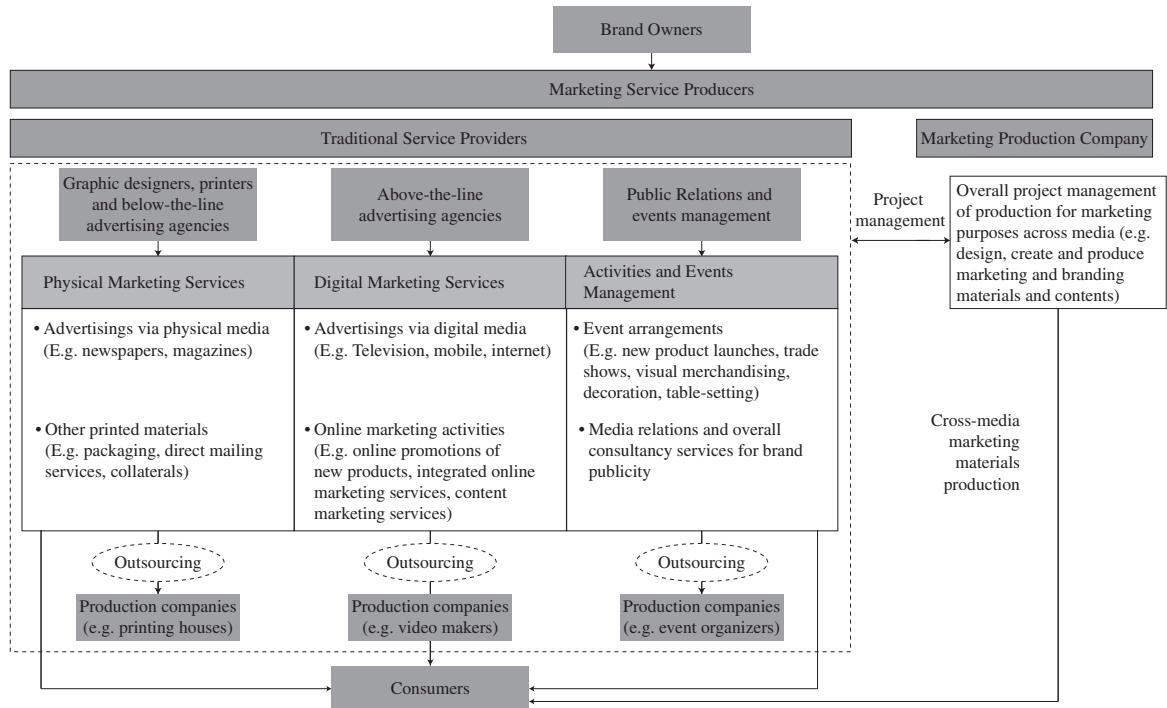 Brand Owners
Marketing Service Producers
Traditional Service Providers
Marketing Production Company
Graphic designers, printers
and below-the-line
advertising agencies
Above-the-line
advertising agencies
Public Relations and
events management
Project
management
Overall project management
of production for marketing
purposes across media (e.g.
design, create and produce
marketing and branding
materials and contents)
Physical Marketing Services
Digital Marketing Services
Activities and Events
Management
• Advertisings via physical media
(E.g. newspapers, magazines)
• Other printed materials
(E.g. packaging, direct mailing
services, collaterals)
• Advertisings via digital media
(E.g. Television, mobile, internet)
• Online marketing activities
(E.g. online promotions of
new products, integrated online
marketing services, content
marketing services)
• Event arrangements
(E.g. new product launches, trade
shows, visual merchandising,
decoration, table-setting)
• Media relations and overall
consultancy services for brand
publicity
Cross-media
marketing
materials
production
Outsourcing
Outsourcing
Outsourcing
Production companies
(e.g. printing houses)
Production companies
(e.g. video makers)
Production companies
(e.g. event organizers)
Consumers